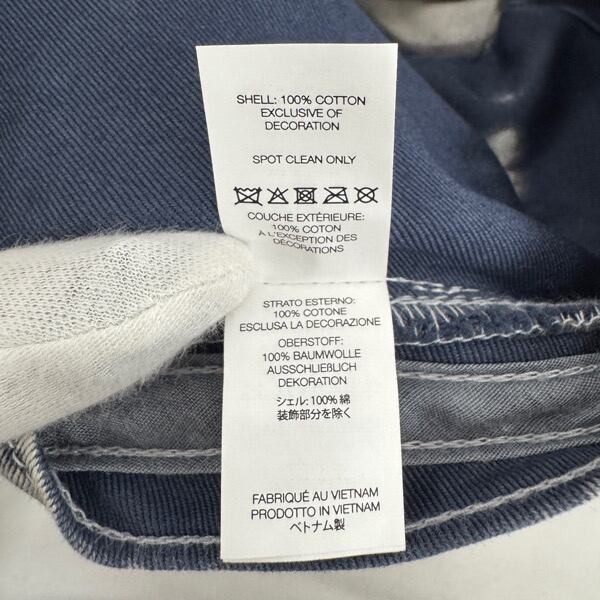 SHELL: 100% COTTON
EXCLUSIVE OF
DECORATION
SPOT CLEAN ONLY
COUCHE EXTÉRIEURE:
100% COTON
À L'EXCEPTION DES
DÉCORATIONS
STRATO ESTERNO:
100% COTONE
ESCLUSA LA DECORAZIONE
OBERSTOFF:
100% BAUMWOLLE
AUSSCHLIEßLICH
DEKORATION
シェル: 100% 綿
装飾部分を除く
FABRIQUÉ AU VIETNAM
PRODOTTO IN VIETNAM
ベトナム製